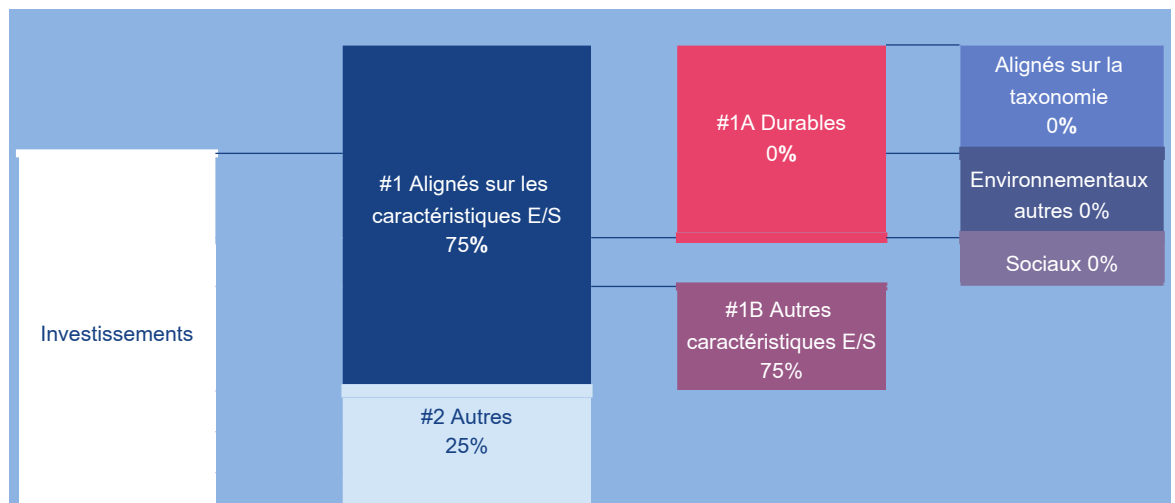 Investissements
#1 Alignés sur les
caractéristiques E/S
75%
#2 Autres
25%
#1A Durables
0%
#1B Autres
caractéristiques E/S
75%
Alignés sur la
taxonomie
0%
Environnementaux
autres 0%
Sociaux 0%